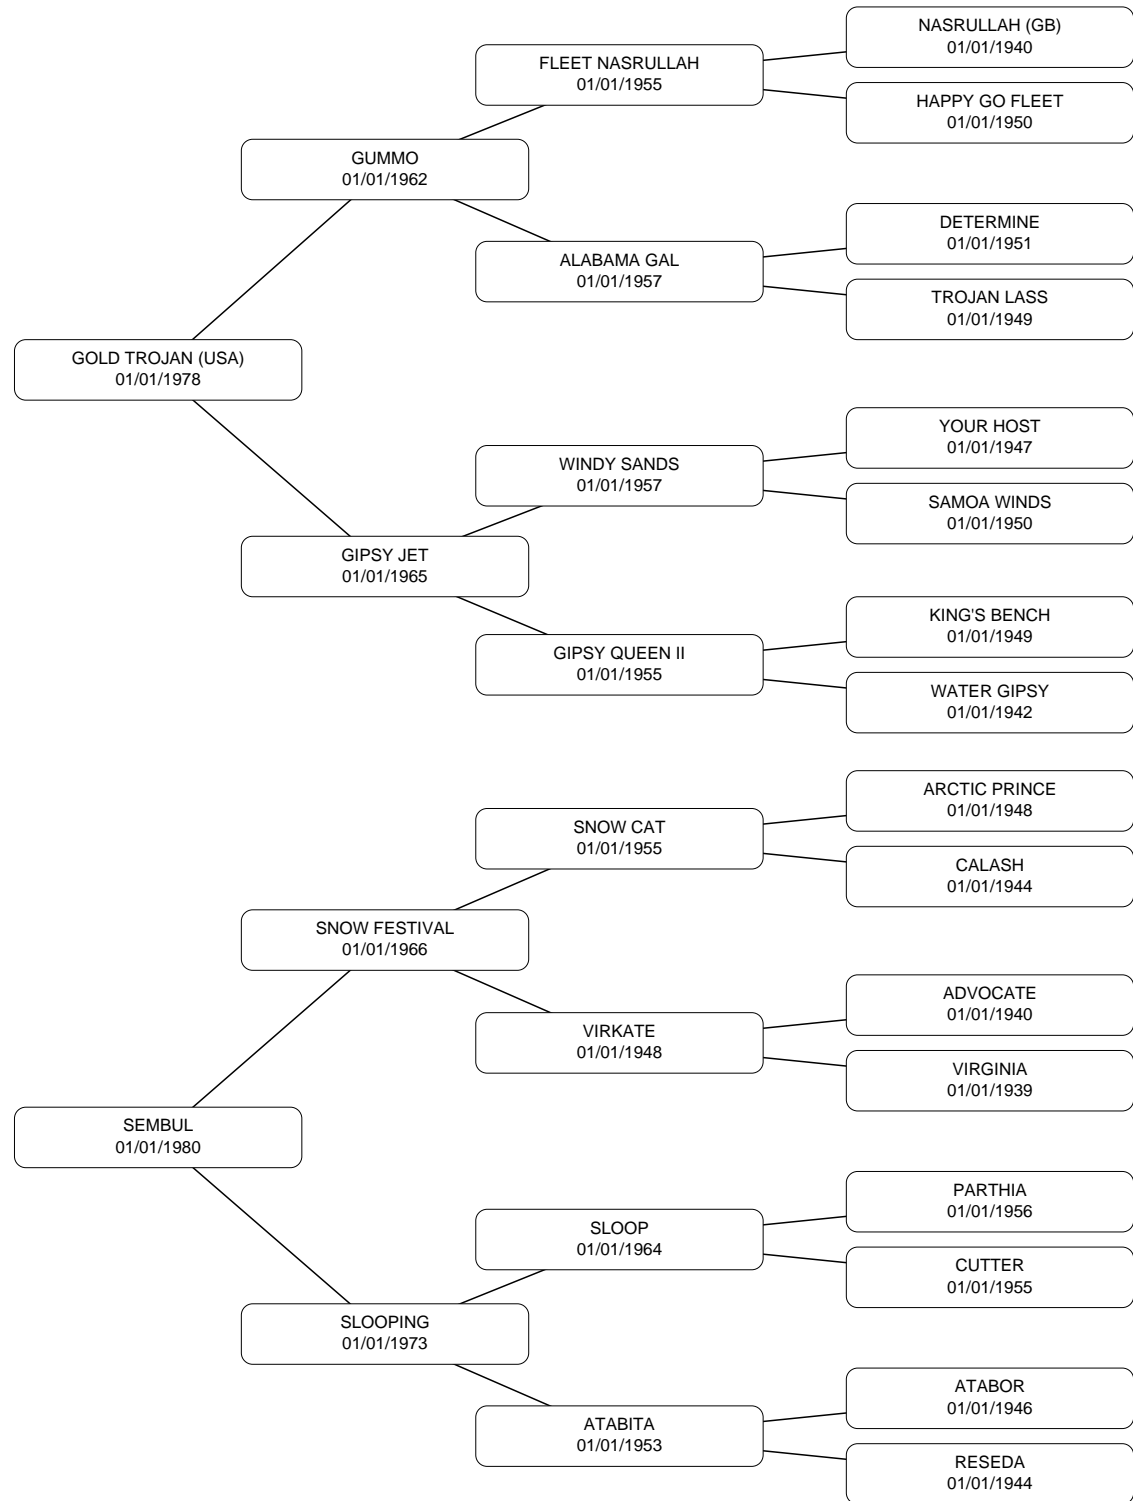 NASRULLAH (GB)
01/01/1940
FLEET NASRULLAH
01/01/1955
HAPPY GO FLEET
01/01/1950
GUMMO
01/01/1962
DETERMINE
01/01/1951
ALABAMA GAL
01/01/1957
TROJAN LASS
01/01/1949
GOLD TROJAN (USA)
01/01/1978
YOUR HOST
01/01/1947
WINDY SANDS
01/01/1957
SAMOA WINDS
01/01/1950
GIPSY JET
01/01/1965
KING'S BENCH
01/01/1949
GIPSY QUEEN II
01/01/1955
WATER GIPSY
01/01/1942
ARCTIC PRINCE
01/01/1948
SNOW CAT
01/01/1955
CALASH
01/01/1944
SNOW FESTIVAL
01/01/1966
ADVOCATE
01/01/1940
VIRKATE
01/01/1948
VIRGINIA
01/01/1939
SEMBUL
01/01/1980
PARTHIA
01/01/1956
SLOOP
01/01/1964
CUTTER
01/01/1955
SLOOPING
01/01/1973
ATABOR
01/01/1946
ATABITA
01/01/1953
RESEDA
01/01/1944